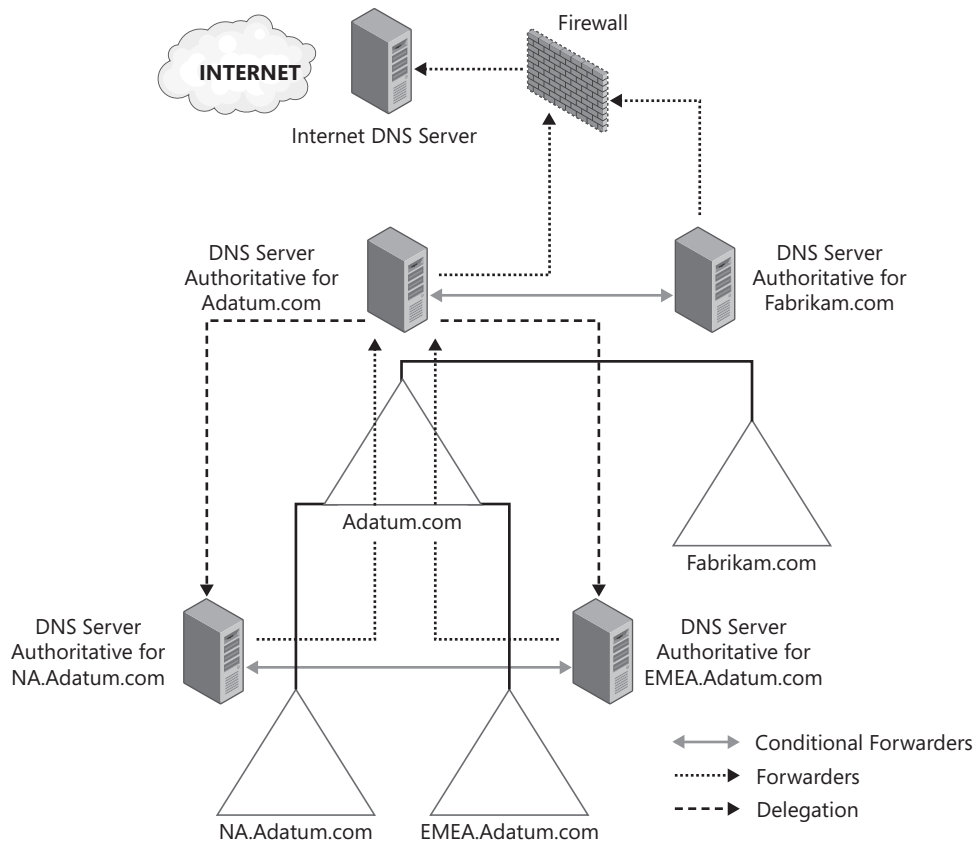 Firewall
INTERNET
Internet DNS Server
DNS Server
Authoritative for
Adatum.com
DNS Server
Authoritative for
Fabrikam.com
Adatum.com
Fabrikam.com
DNS Server
Authoritative for
NA.Adatum.com
DNS Server
Authoritative for
EMEA.Adatum.com
Conditional Forwarders
Forwarders
Delegation
NA.Adatum.com
EMEA.Adatum.com